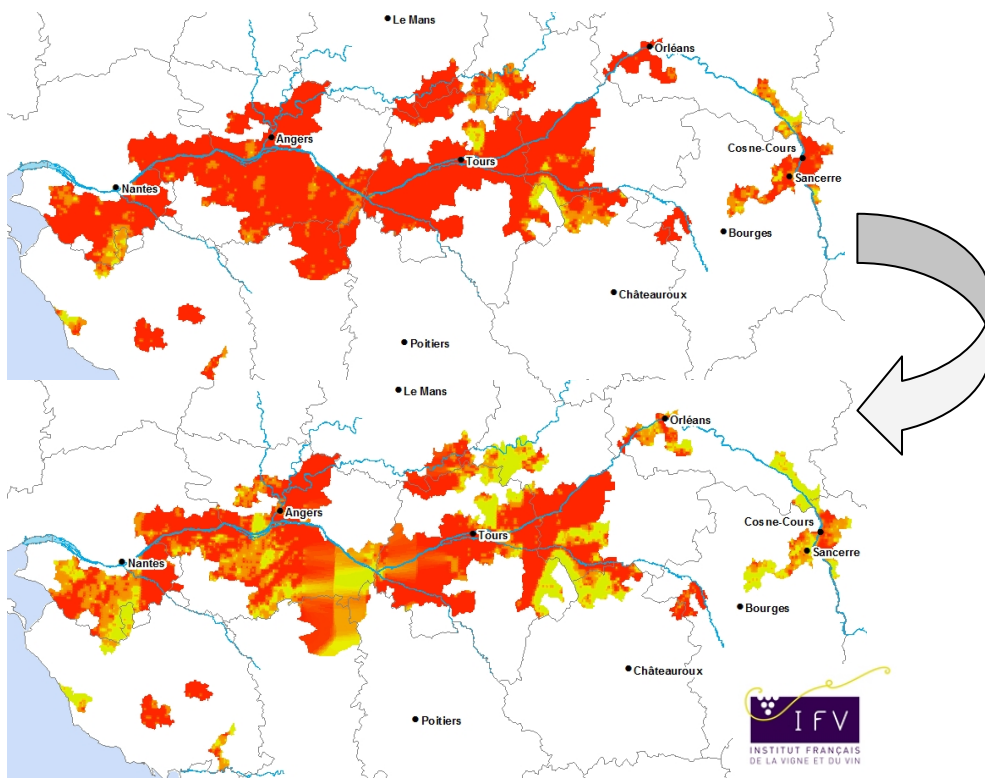 Le Mans
Orléans
Angers
Cosne-Cours
Tours
Sancerre
Nantes
Bourges
Châteauroux
Poitiers
Le Mans
Orléans
Angers
Cosne-Cours
Tours
Sancerre
Nantes
Bourges
Châteauroux
Poitiers
IFV
INSTITUT FRANÇAIS
DE LA VIGNE ET DU VIN